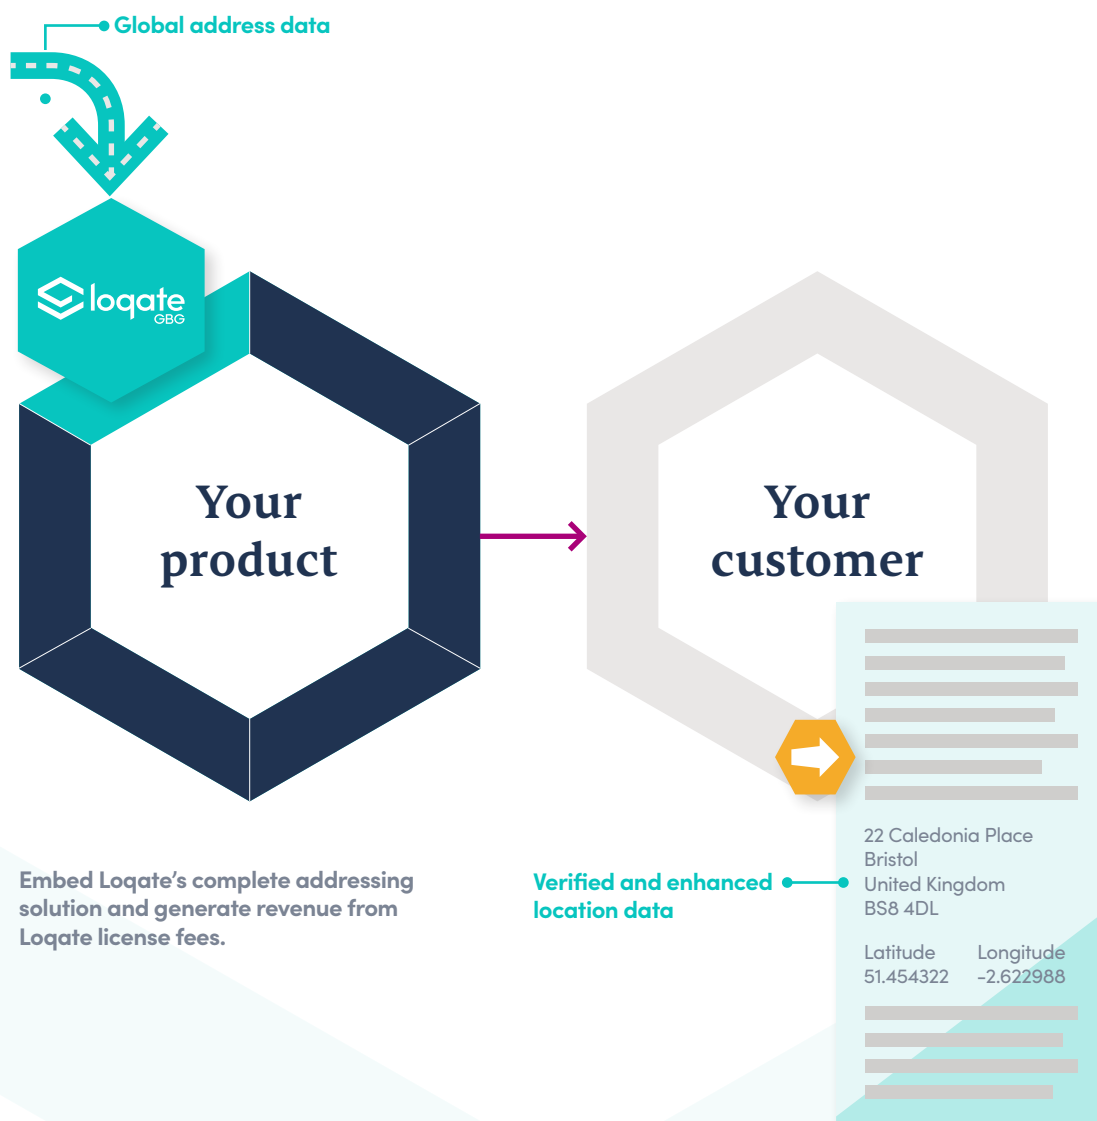 Global address data
loqate
GBG
Your
product
Your
customer
Embed Loqate’s complete addressing
solution and generate revenue from
Loqate license fees.
Verified and enhanced
location data
22 Caledonia Place
Bristol
United Kingdom
BS8 4DL
Latitude Longitude
51.454322 -2.622988